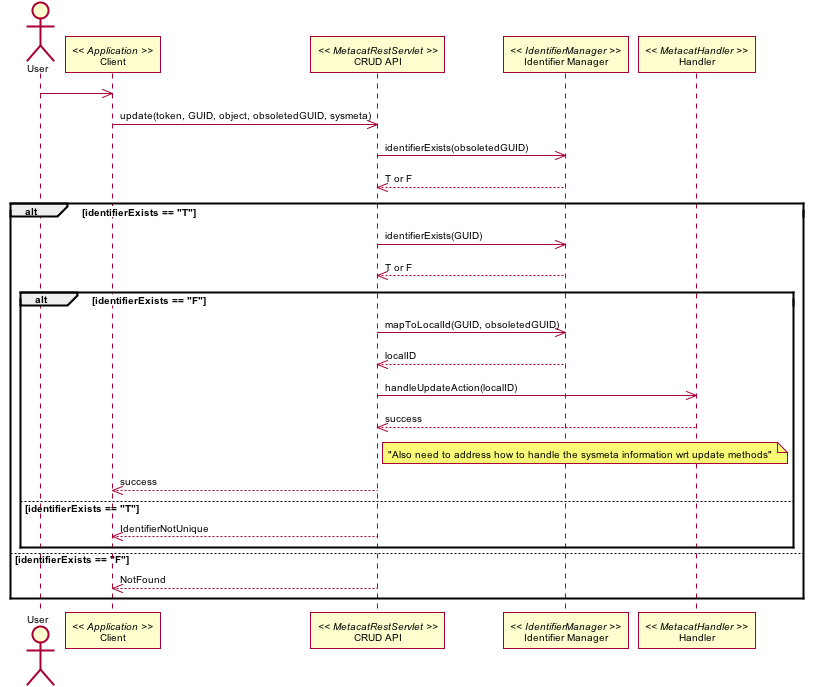 << Application >>
Client
<< MetacatRestServlet >>
CRUD API
<< IdentifierManager >>
Identifier Manager
<< MetacatHandler >>
Handler
User
update(token, GUID, object, obsoletedGUID, sysmeta)
identifierExists(obsoletedGUID)
T or F
alt [identifierExists == "T"]
identifierExists(GUID)
T or F
alt [identifierExists == "F"]
mapToLocalId(GUID, obsoletedGUID)
localID
handleUpdateAction(localID)
success
"Also need to address how to handle the sysmeta information wrt update methods"
success
[identifierExists == "T"]
IdentifierNotUnique
[identifierExists == "F"]
NotFound
User
<< Application >>
Client
<< MetacatRestServlet >>
CRUD API
<< IdentifierManager >>
Identifier Manager
<< MetacatHandler >>
Handler